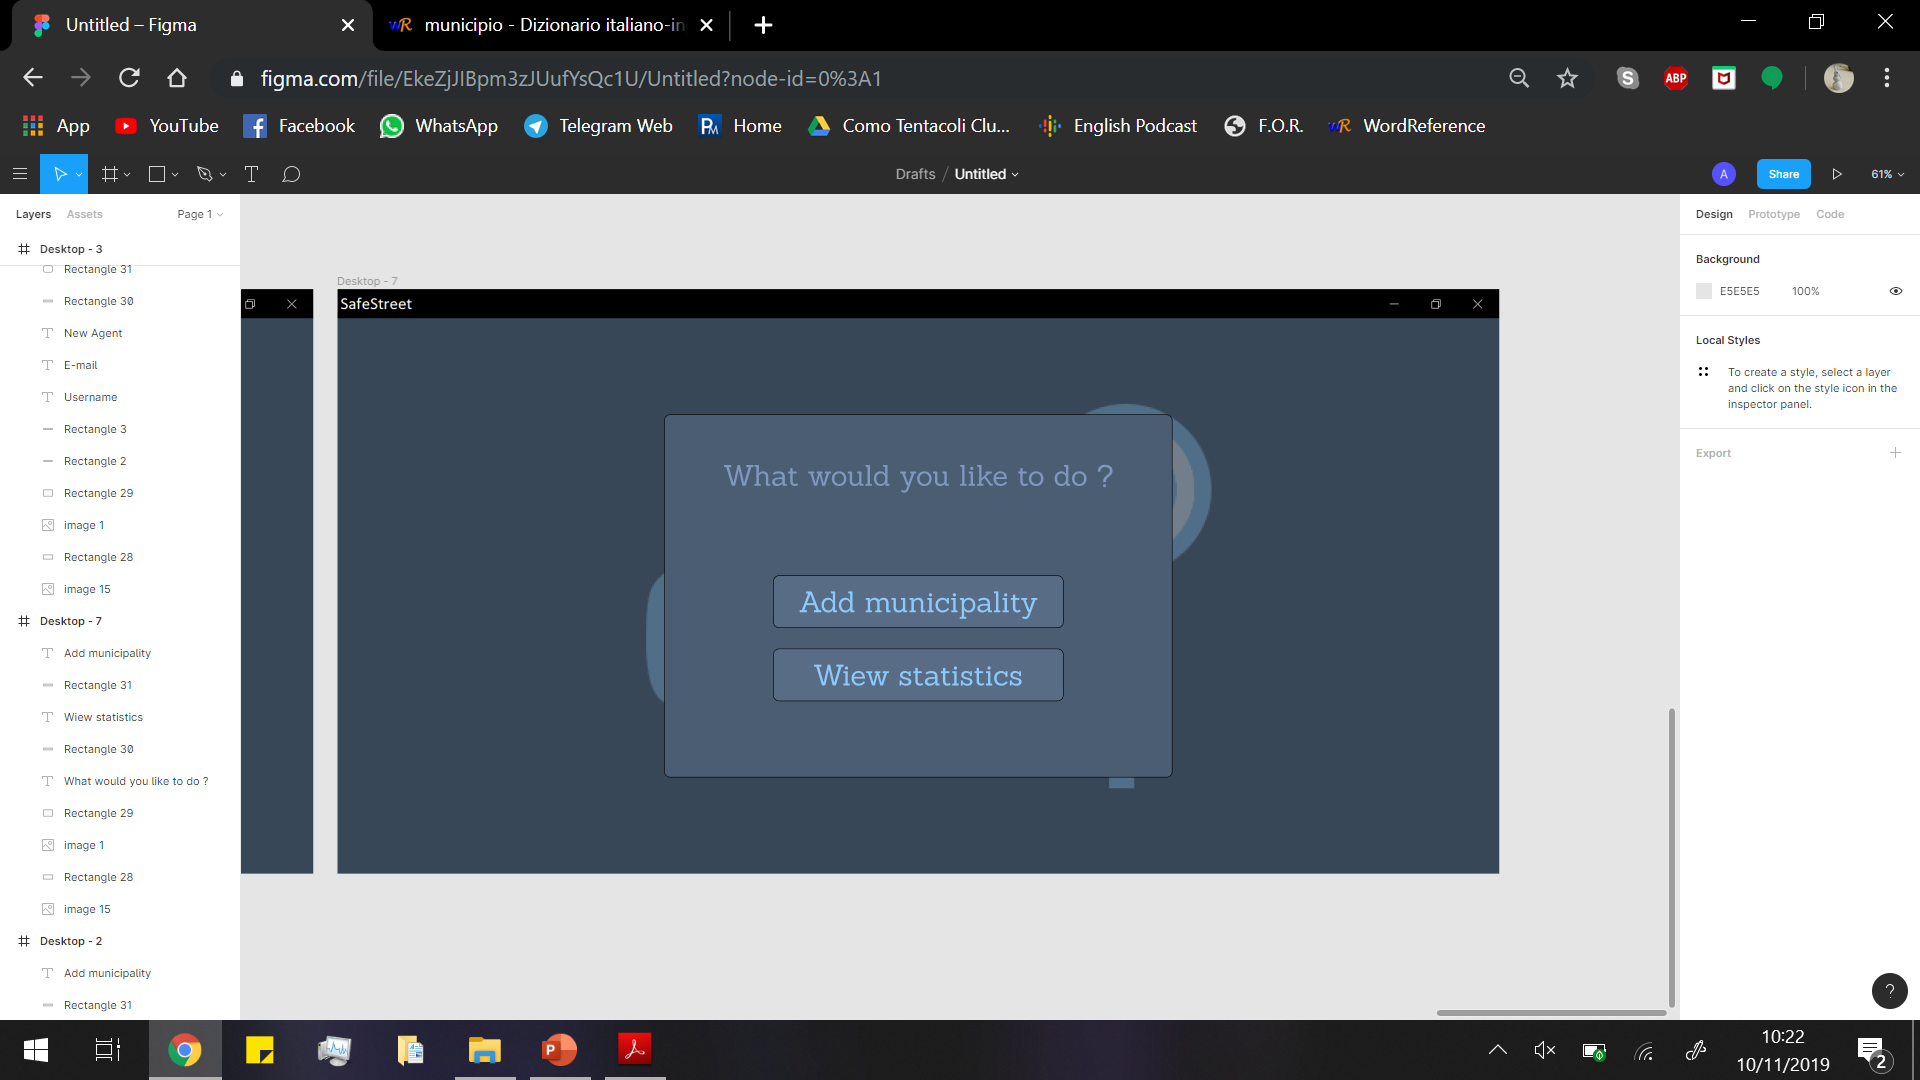 Untitled – Figma
municipio - Dizionario italiano-in
figma.com/file/EkeZjJIBpm3zJUufYsQc1U/Untitled?node-id=0%3A1
App
YouTube
Facebook
WhatsApp
Telegram Web
Home
Como Tentacoli Clu...
English Podcast
F.O.R.
WordReference
Drafts / Untitled
A
Share
61%
Layers
Assets
Page 1
Desktop - 3
Rectangle 31
Rectangle 30
New Agent
E-mail
Username
Rectangle 3
Rectangle 2
Rectangle 29
image 1
Rectangle 28
image 15
Desktop - 7
Add municipality
Rectangle 31
Wiew statistics
Rectangle 30
What would you like to do ?
Rectangle 29
image 1
Rectangle 28
image 15
Desktop - 2
Add municipality
Rectangle 31
Desktop - 7
SafeStreet
What would you like to do ?
Add municipality
Wiew statistics
Design
Prototype
Code
Background
E5E5E5
100%
Local Styles
To create a style, select a layer
and click on the style icon in the
inspector panel.
Export
?
10:22
10/11/2019
2
ABP